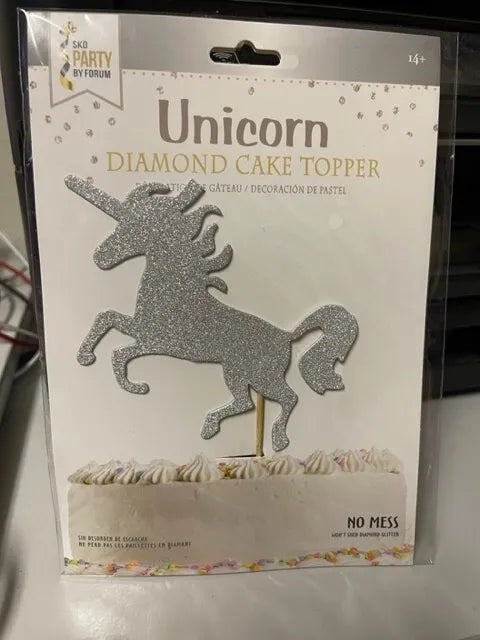 SKD
PARTY
BY FORUM
14+
Unicorn
DIAMOND CAKE TOPPER
GÂTEAU / DECORACIÓN DE PASTEL
SIN DESORDEN DE ESCARCHA
NE PERD PAS LES PAILLETTES EN DIAMANT
NO MESS
WON'T SHED DIAMOND GLITTER